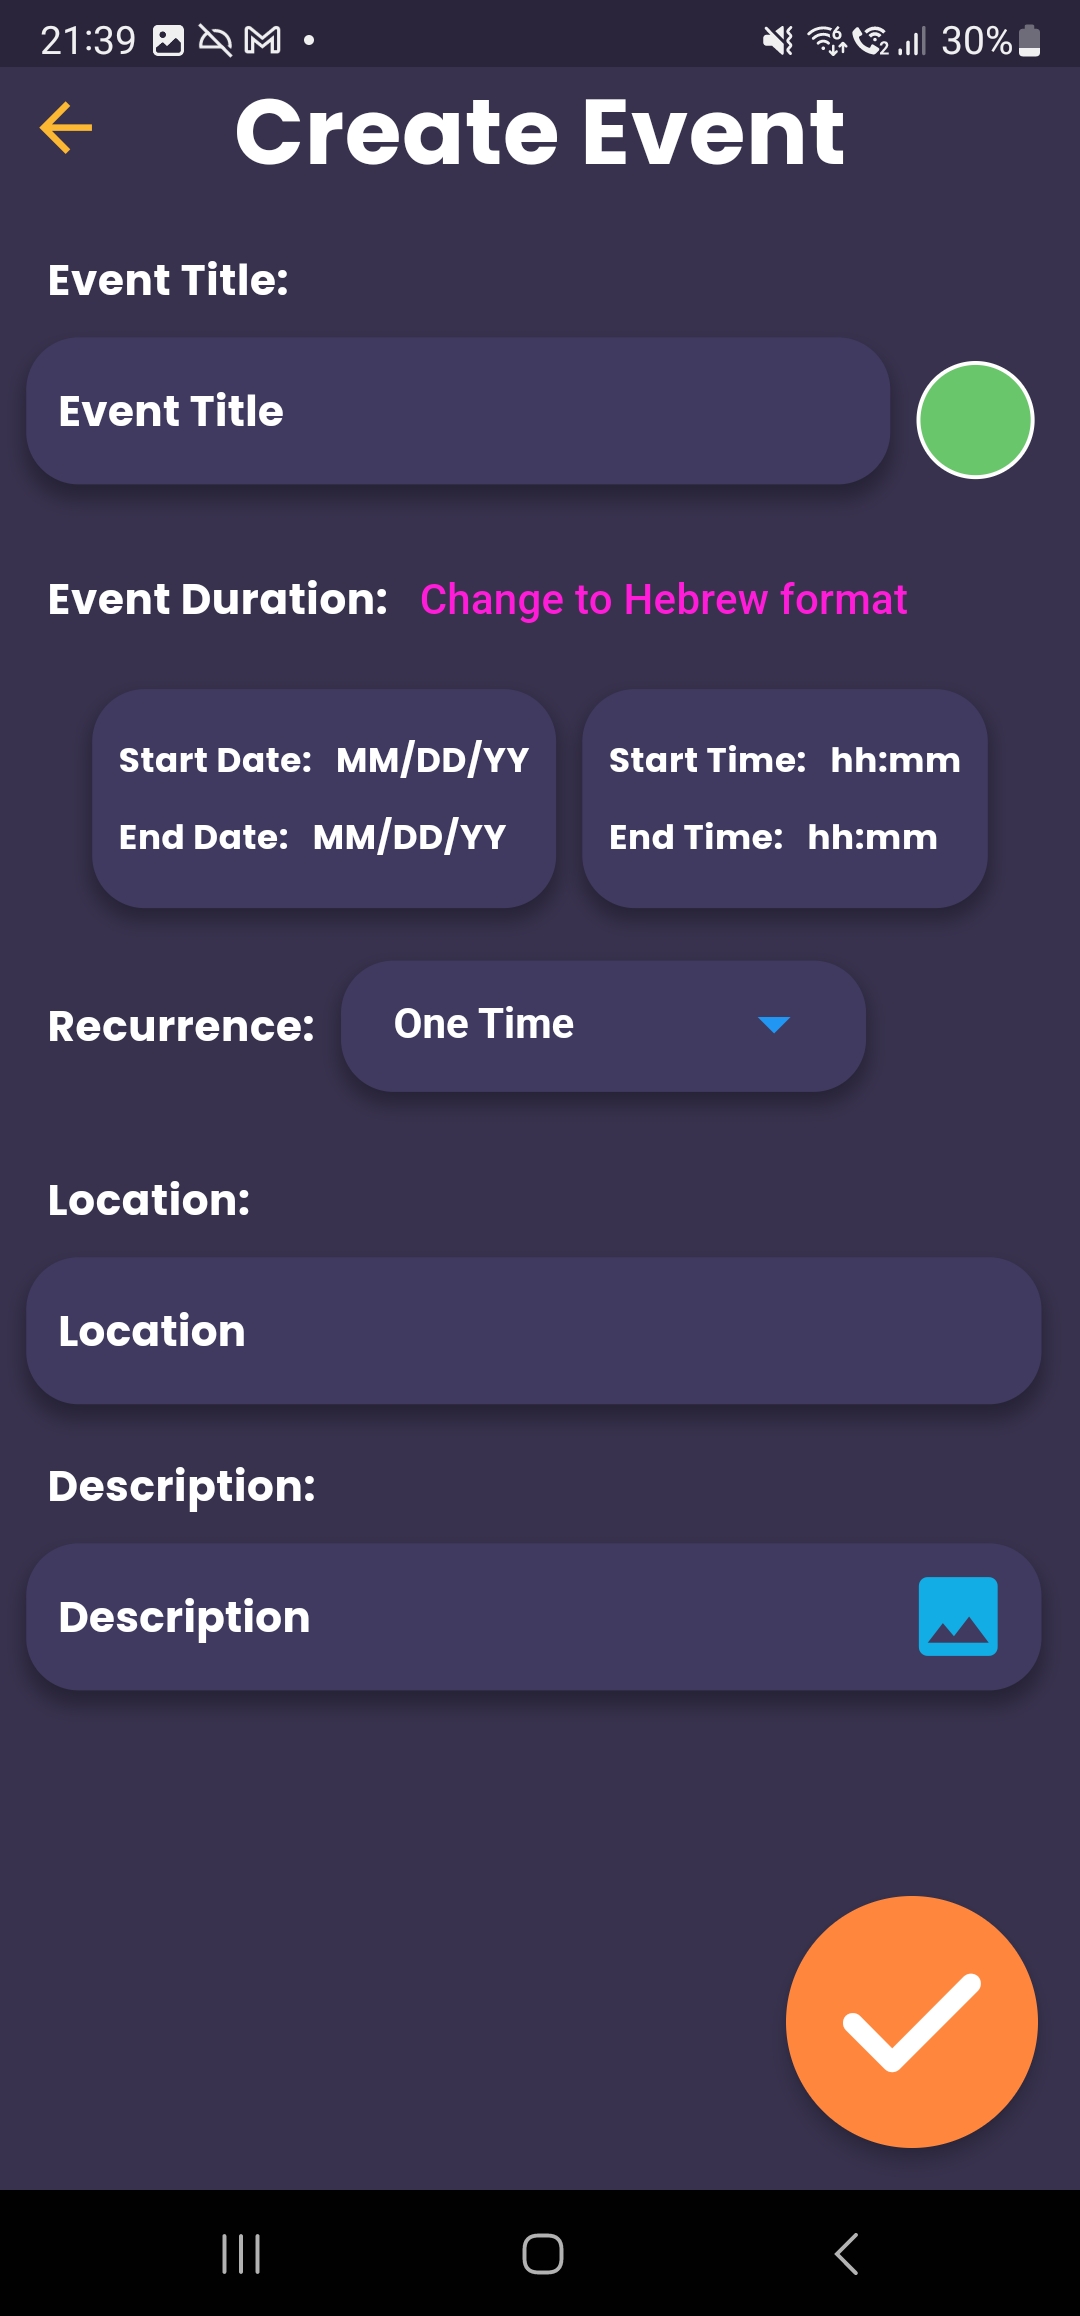 21:39 30%
Create Event
Event Title:
Event Title
Event Duration: Change to Hebrew format
Start Date: MM/DD/YY
End Date: MM/DD/YY
Start Time: hh:mm
End Time: hh:mm
Recurrence: One Time
Location:
Location
Description:
Description